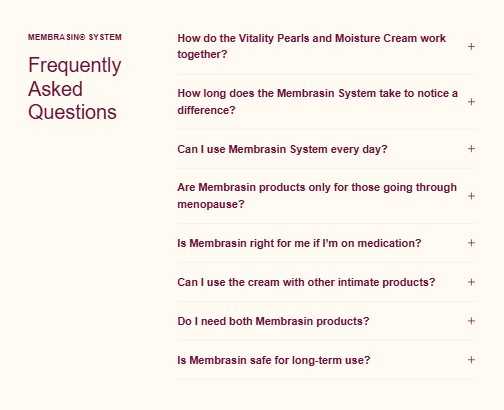 MEMBRASIN® SYSTEM
Frequently
Asked
Questions
How do the Vitality Pearls and Moisture Cream work
together?
How long does the Membrasin System take to notice a
difference?
Can I use Membrasin System every day?
Are Membrasin products only for those going through
menopause?
Is Membrasin right for me if I’m on medication?
Can I use the cream with other intimate products?
Do I need both Membrasin products?
Is Membrasin safe for long-term use?